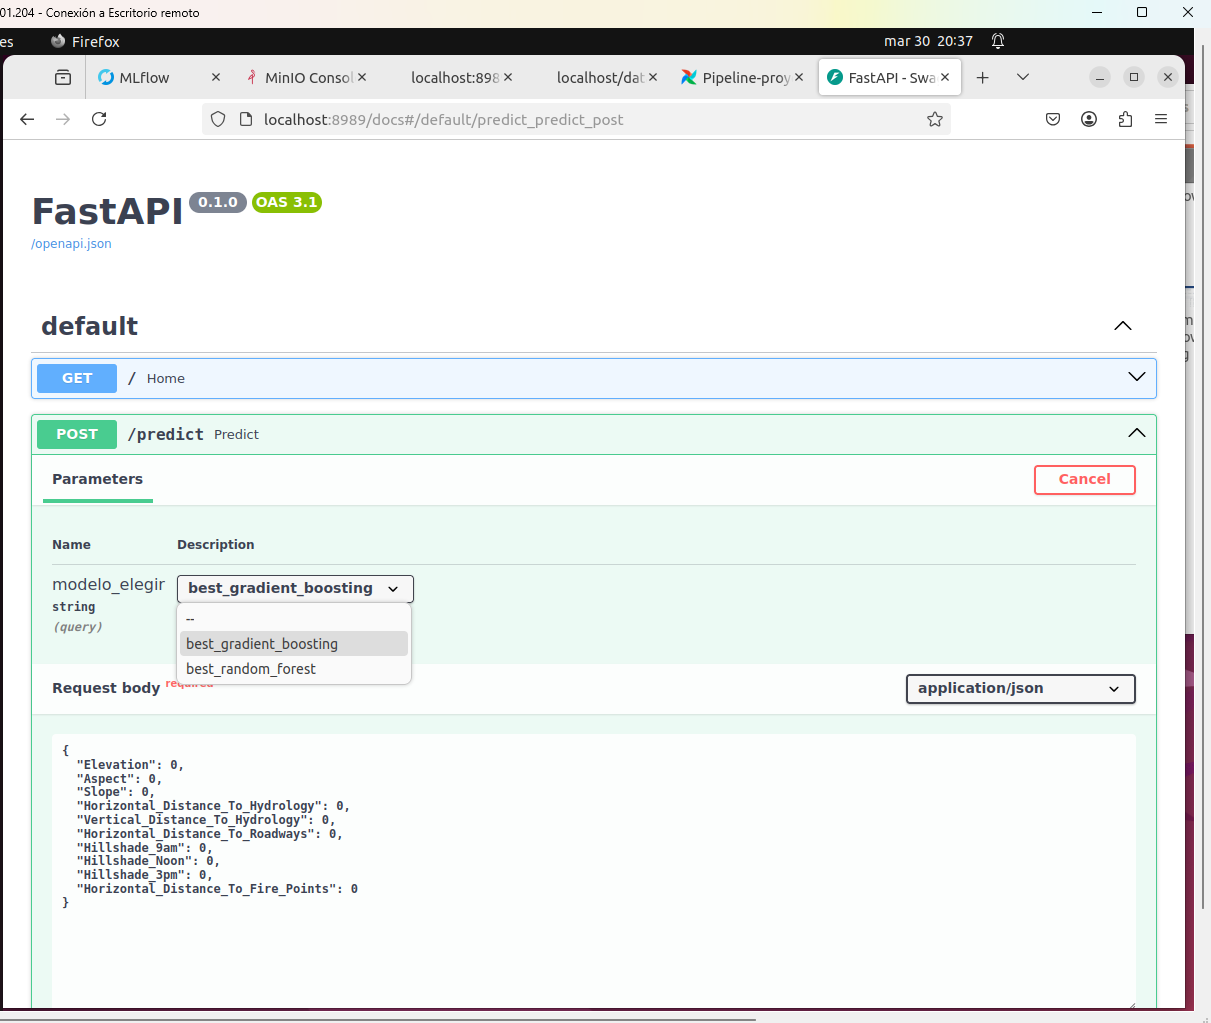 01.204 - Conexión a Escritorio remoto
es Firefox mar 30 20:37
MLflow MinIO Consol localhost:898 localhost/dat Pipeline-proy FastAPI - Swa
localhost:8989/docs#/default/predict_predict_post
FastAPI 0.1.0 OAS 3.1
/openapi.json
default
GET / Home
POST /predict Predict
Parameters Cancel
Name Description
modelo_elegir best_gradient_boosting
string
--
(query)
best_gradient_boosting
best_random_forest
Request body required application/json
{
"Elevation": 0,
"Aspect": 0,
"Slope": 0,
"Horizontal_Distance_To_Hydrology": 0,
"Vertical_Distance_To_Hydrology": 0,
"Horizontal_Distance_To_Roadways": 0,
"Hillshade_9am": 0,
"Hillshade_Noon": 0,
"Hillshade_3pm": 0,
"Horizontal_Distance_To_Fire_Points": 0
}